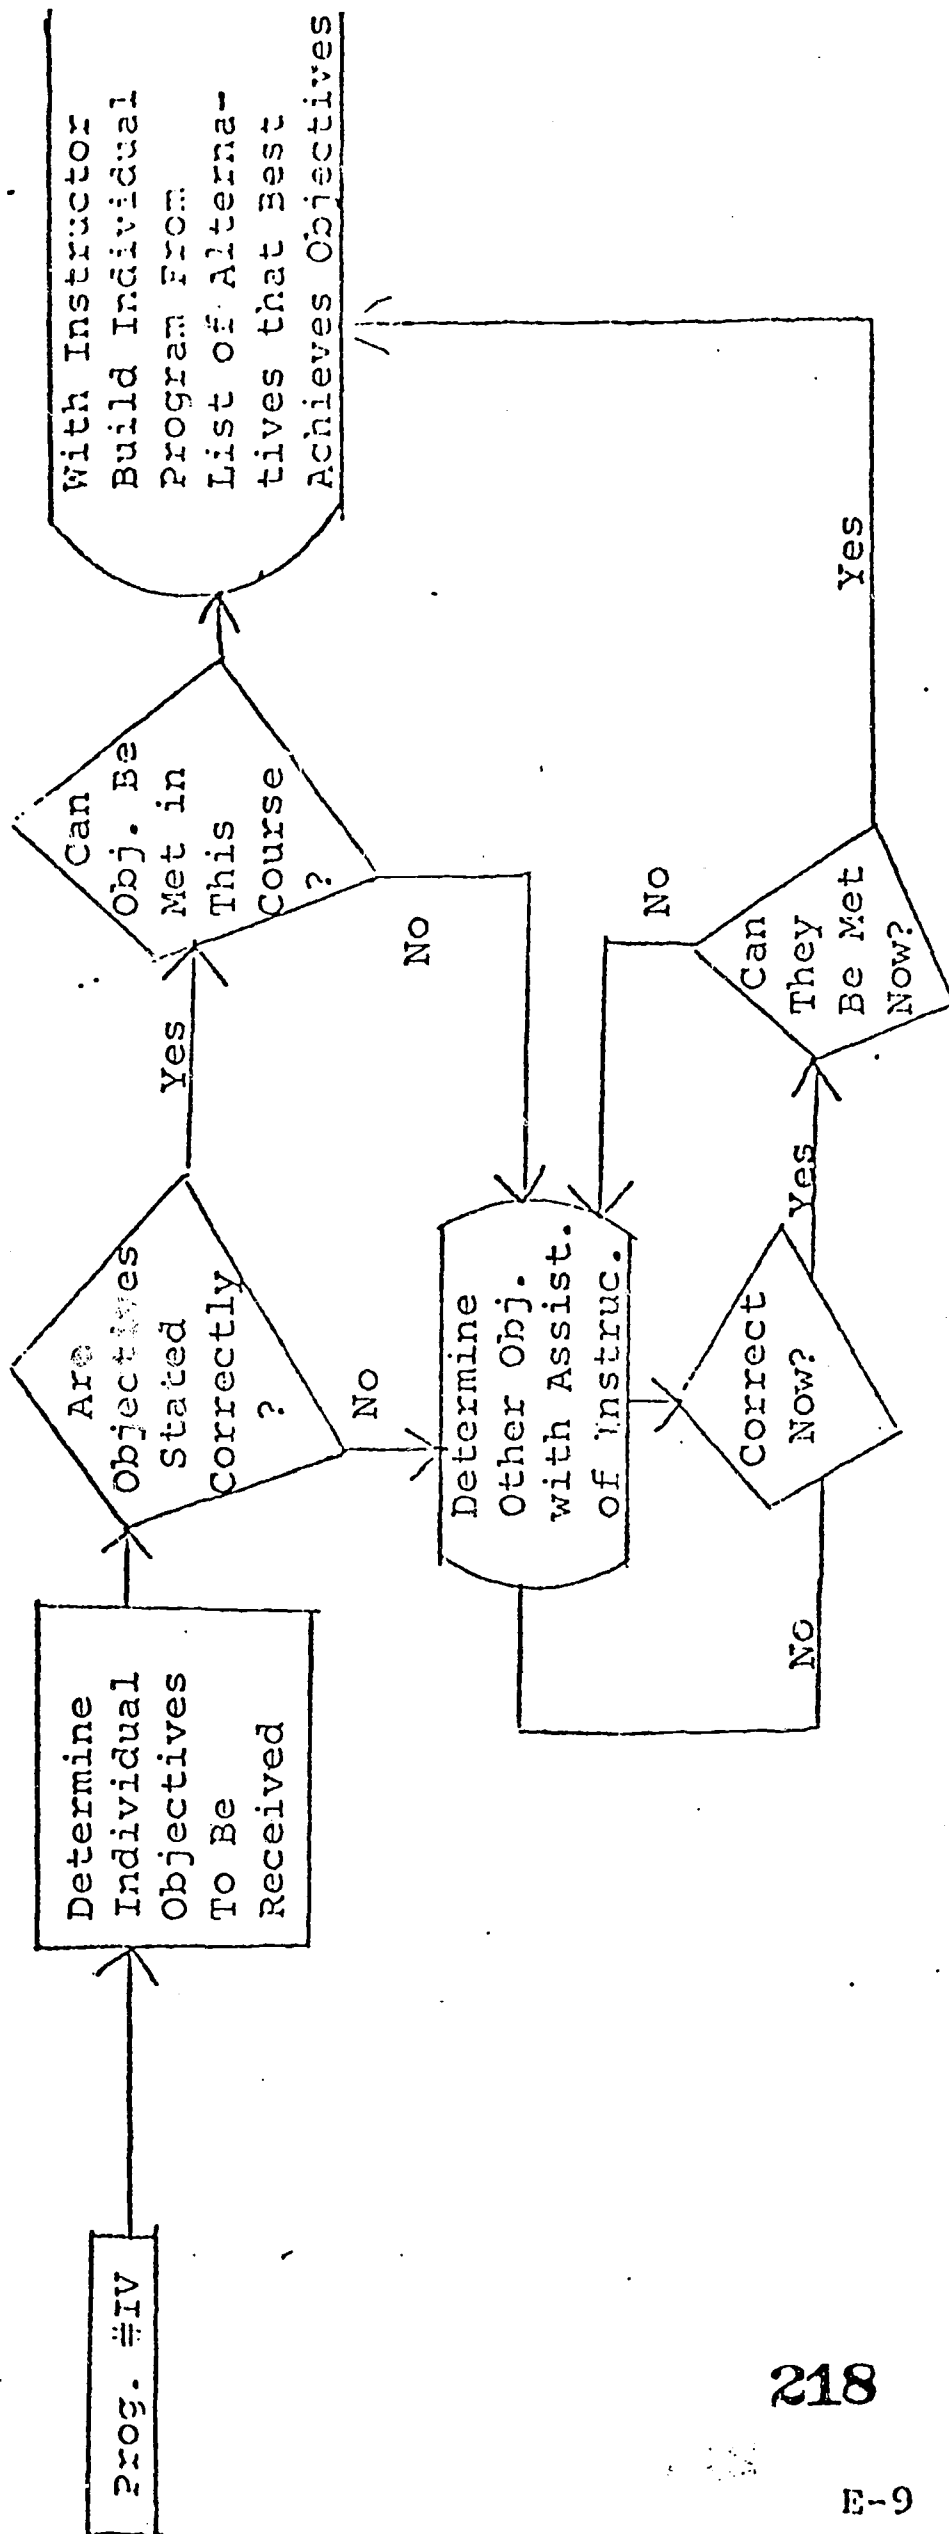 Prog. #IV
Determine
Individual
Objectives
To Be
Received
Are
Objectives
Stated
Correctly
?
Yes
No
Can
Obj. Be
Met in
This
Course
?
No
With Instructor
Build Individual
Program From
List of Alterna-
tives that Best
Achieves Objectives
Determine
Other Obj.
with Assist.
of Instruc.
Correct
Now?
No
Yes
Can
They
Be Met
Now?
No
Yes
218
E-9